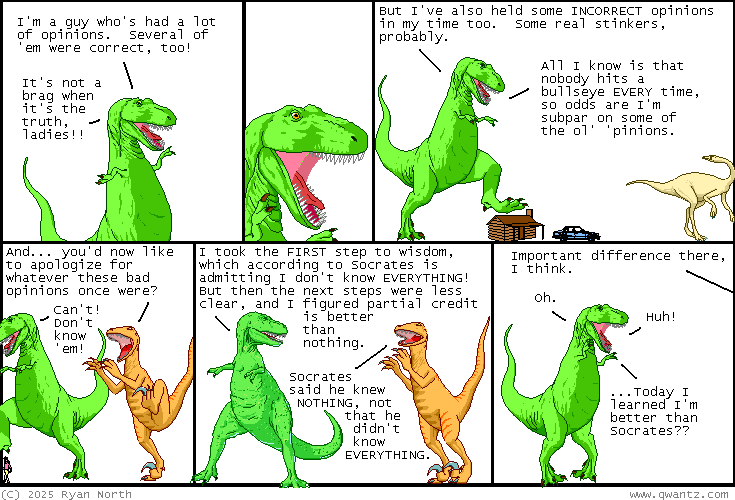 I'm a guy who's had a lot
of opinions. Several of
'em were correct, too!
It's not a
brag when
it's the
truth,
ladies!!
But I've also held some INCORRECT opinions
in my time too. Some real stinkers,
probably.
All I know is that
nobody hits a
bullseye EVERY time,
so odds are I'm
subpar on some of
the ol' 'pinions.
And... you'd now like
to apologize for
whatever these bad
opinions once were?
Can't!
Don't
know
'em!
I took the FIRST step to wisdom,
which according to Socrates is
admitting I don't know EVERYTHING!
But then the next steps were less
clear, and I figured partial credit
is better
than
nothing.
Socrates
said he knew
NOTHING, not
that he
didn't
know
EVERYTHING.
Important difference there,
I think.
Oh.
Huh!
...Today I
learned I'm
better than
Socrates??
(C) 2025 Ryan North
www.qwantz.com